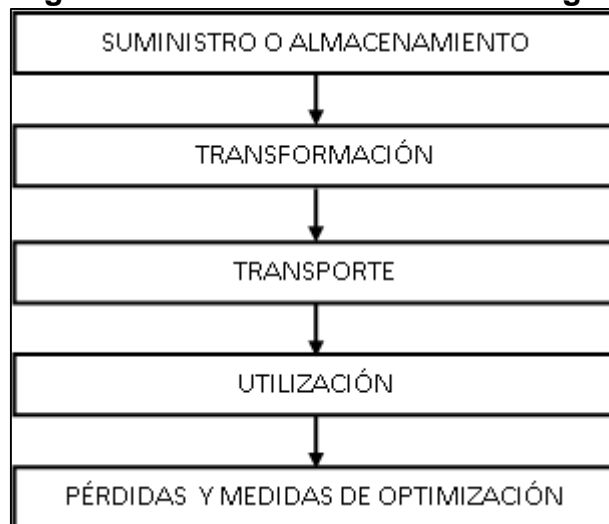 SUMINISTRO O ALMACENAMIENTO
TRANSFORMACIÓN
TRANSPORTE
UTILIZACIÓN
PÉRDIDAS Y MEDIDAS DE OPTIMIZACIÓN